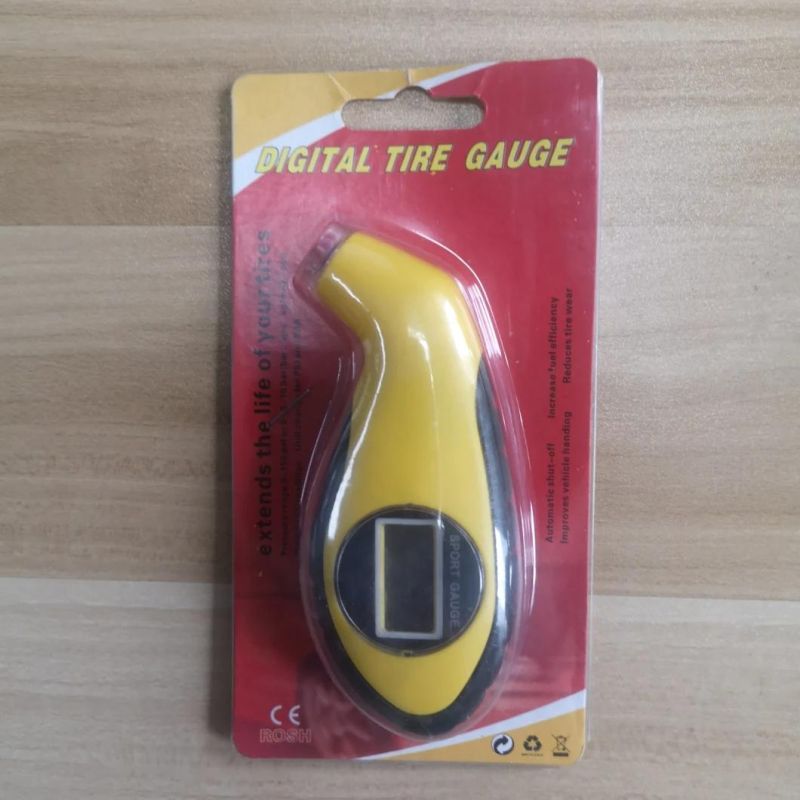 DIGITAL TIRE GAUGE
extends the life of your tires
Automatic shut-off
Increase fuel efficiency
Improves vehicle handing
Reduces tire wear
SPORT GAUGE
CE
ROSH